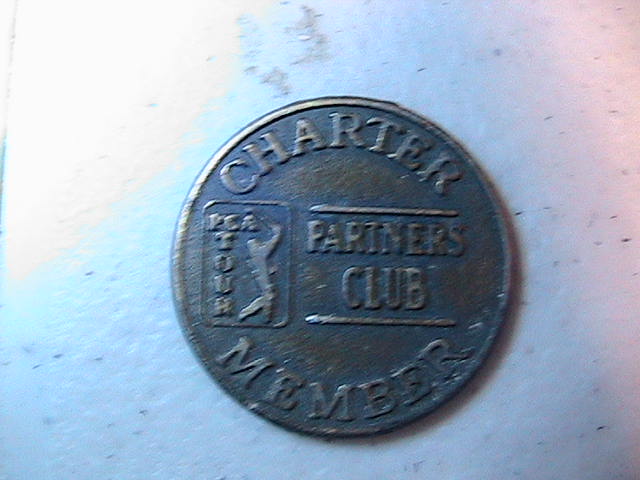 CHARTER
PGA
TOUR
PARTNERS
CLUB
MEMBER